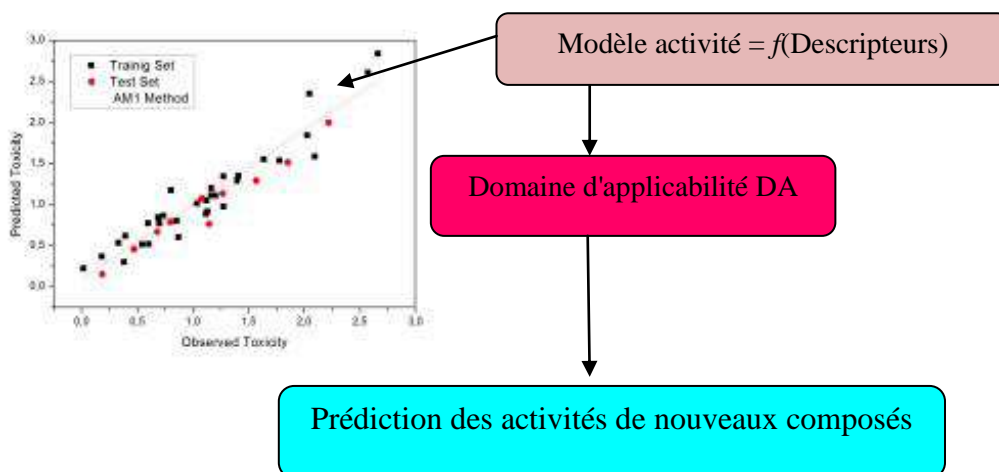 Modèle activité = f(Descripteurs)
3,0
2,5
2,0
1,5
1,0
0,5
0,0
Predicted Toxicity
Trainig Set
Test Set
AM1 Method
0,0 0,5 1,0 1,5 2,0 2,5 3,0
Observed Toxicity
Domaine d'applicabilité DA
Prédiction des activités de nouveaux composés